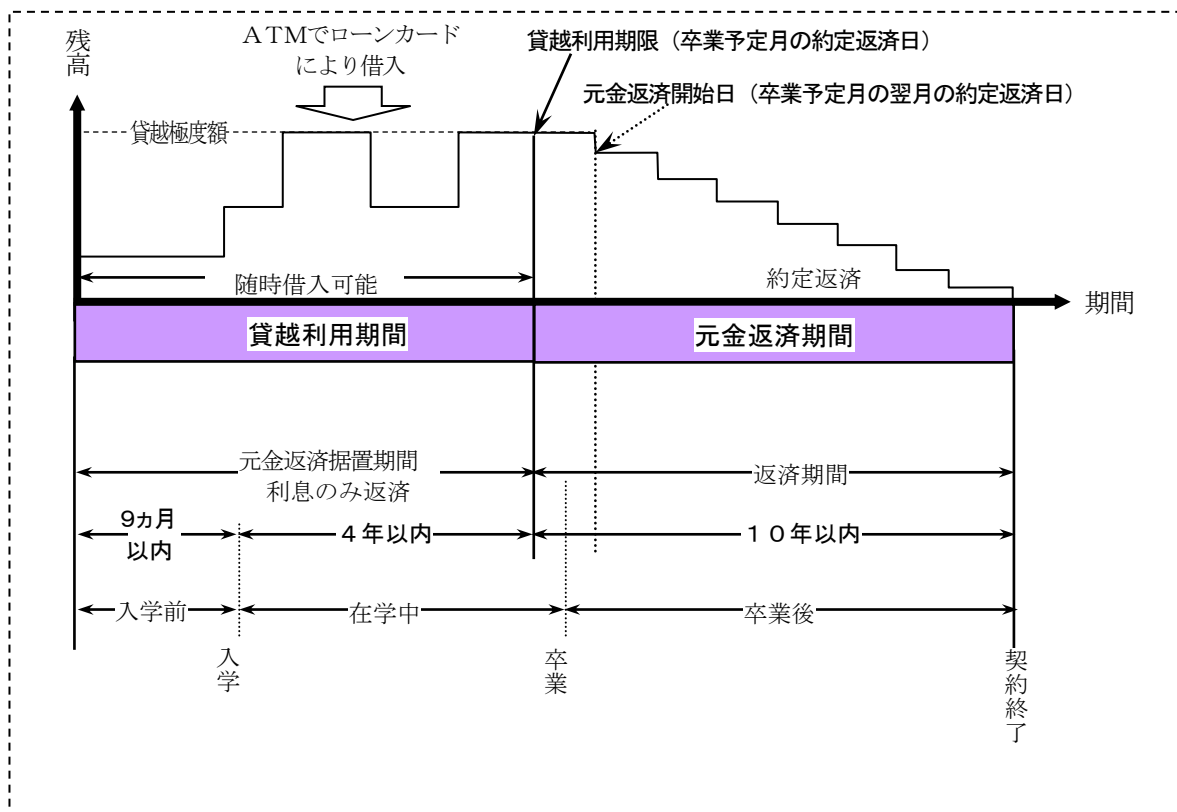 残高
ATMでローンカード
により借入
貸越利用期限（卒業予定月の約定返済日）
元金返済開始日（卒業予定月の翌月の約定返済日）
貸越極度額
随時借入可能
約定返済
期間
貸越利用期間
元金返済期間
元金返済据置期間
利息のみ返済
返済期間
9ヵ月
以内
４年以内
１０年以内
入学前
在学中
卒業後
入学
卒業
契約終了